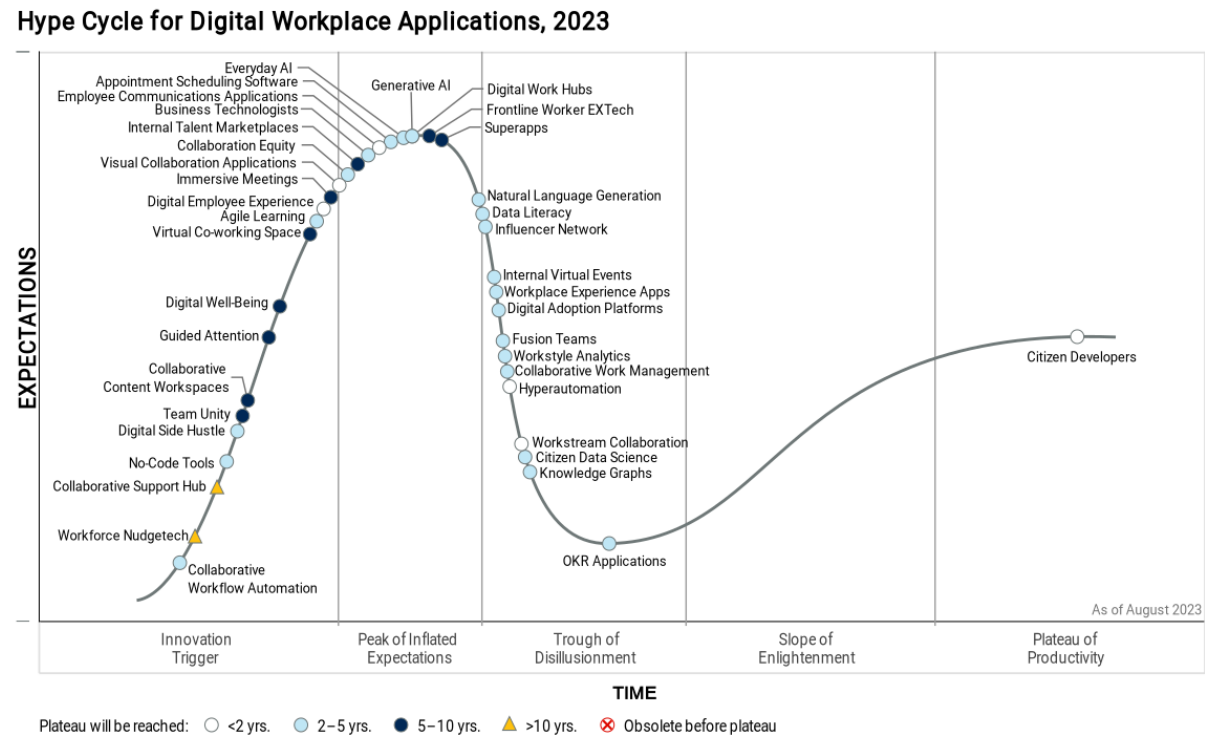 Hype Cycle for Digital Workplace Applications, 2023
EXPECTATIONS
Everyday AI
Appointment Scheduling Software
Employee Communications Applications
Business Technologists
Internal Talent Marketplaces
Collaboration Equity
Visual Collaboration Applications
Immersive Meetings
Digital Employee Experience
Agile Learning
Virtual Co-working Space
Digital Well-Being
Guided Attention
Collaborative
Content Workspaces
Team Unity
Digital Side Hustle
No-Code Tools
Collaborative Support Hub
Workforce Nudgetech
Collaborative
Workflow Automation
Generative AI
Digital Work Hubs
Frontline Worker EXTech
Superapps
Natural Language Generation
Data Literacy
Influencer Network
Internal Virtual Events
Workplace Experience Apps
Digital Adoption Platforms
Fusion Teams
Workstyle Analytics
Collaborative Work Management
Hyperautomation
Workstream Collaboration
Citizen Data Science
Knowledge Graphs
OKR Applications
Citizen Developers
As of August 2023
Innovation
Trigger
Peak of Inflated
Expectations
Trough of
Disillusionment
Slope of
Enlightenment
Plateau of
Productivity
TIME
Plateau will be reached: <2 yrs. 2–5 yrs. 5–10 yrs. >10 yrs. Obsolete before plateau